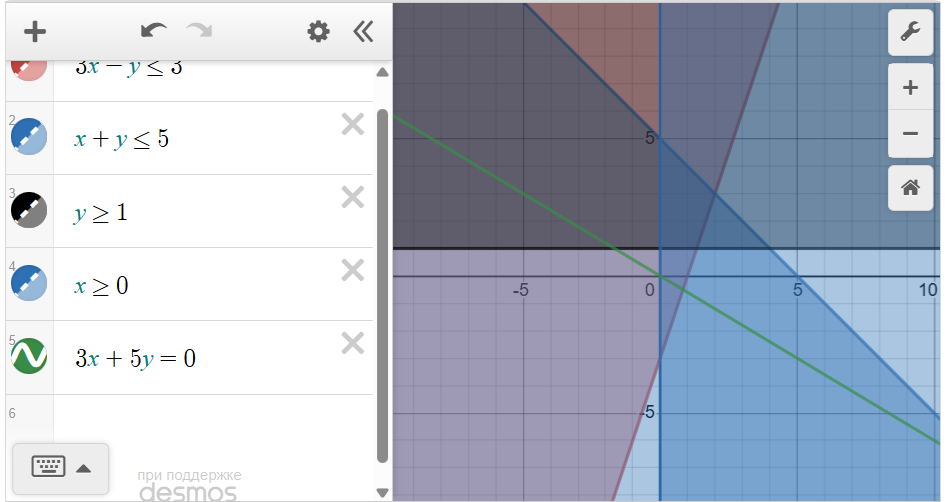 3x − y ≤ 3
2
x + y ≤ 5
3
y ≥ 1
4
x ≥ 0
5
3x + 5y = 0
6
при поддержке
desmos
5
-5
0
5
10
-5